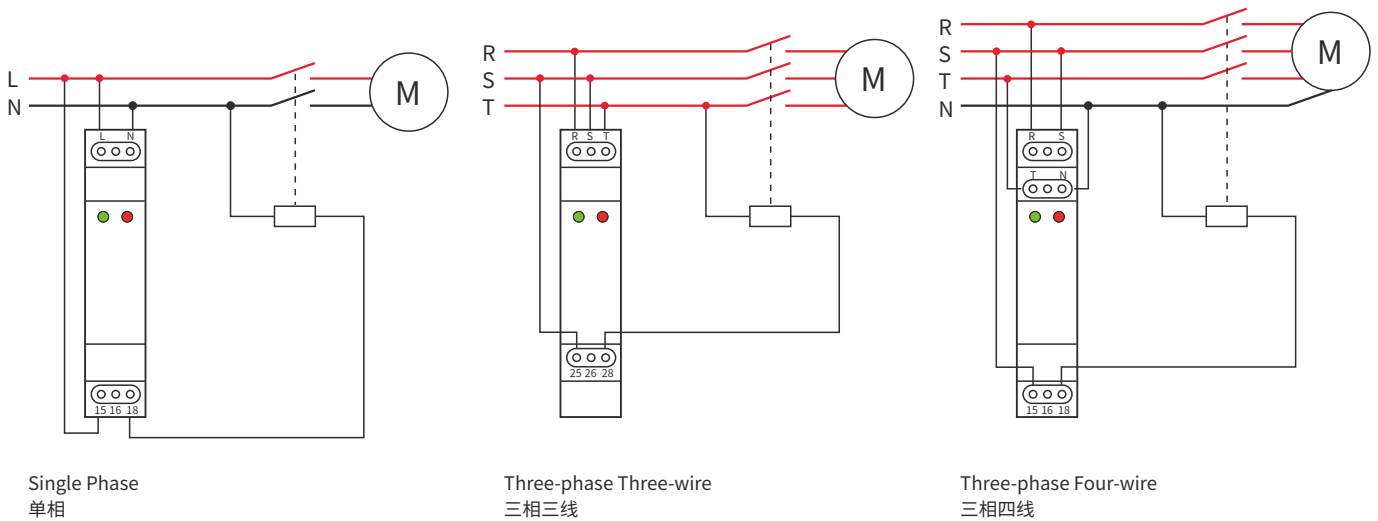 L
N
M
L N
15 16 18
Single Phase
单相
R
S
T
M
R S T
25 26 28
Three-phase Three-wire
三相三线
R
S
T
N
M
R S
T N
15 16 18
Three-phase Four-wire
三相四线